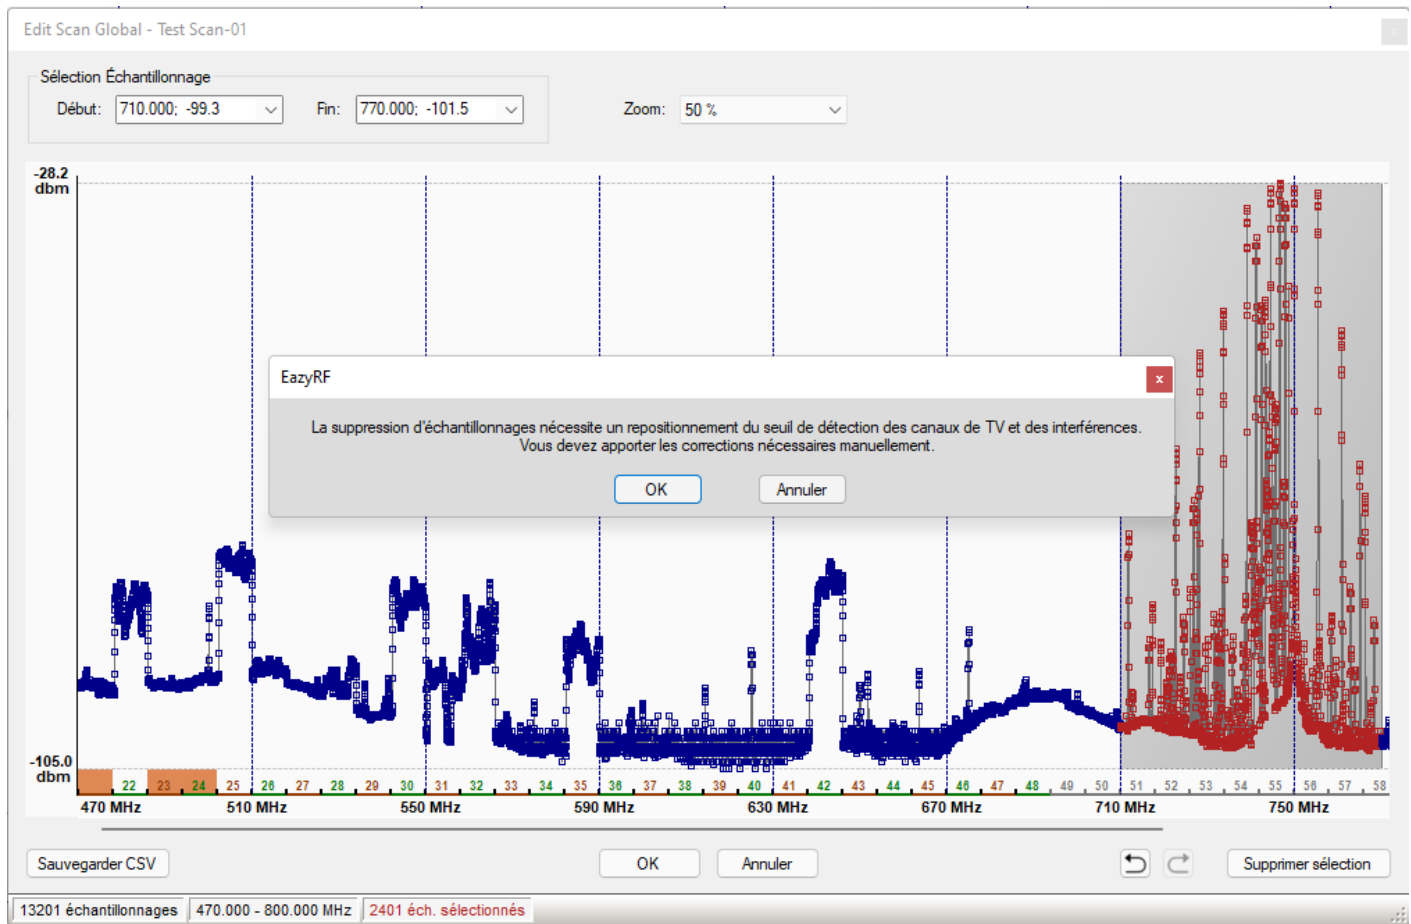 Edit Scan Global - Test Scan-01
x
Sélection Échantillonnage
Début: 710.000; -99.3 Fin: 770.000; -101.5 Zoom: 50 %
-28.2
dbm
EazyRF
x
La suppression d'échantillonnages nécessite un repositionnement du seuil de détection des canaux de TV et des interférences.
Vous devez apporter les corrections nécessaires manuellement.
OK Annuler
-105.0
dbm
22 23 24 25 26 27 28 29 30 31 32 33 34 35 36 37 38 39 40 41 42 43 44 45 46 47 48 49 50 51 52 53 54 55 56 57 58
470 MHz 510 MHz 550 MHz 590 MHz 630 MHz 670 MHz 710 MHz 750 MHz
Sauvegarder CSV OK Annuler Supprimer sélection
13201 échantillonnages 470.000 - 800.000 MHz 2401 éch. sélectionnés